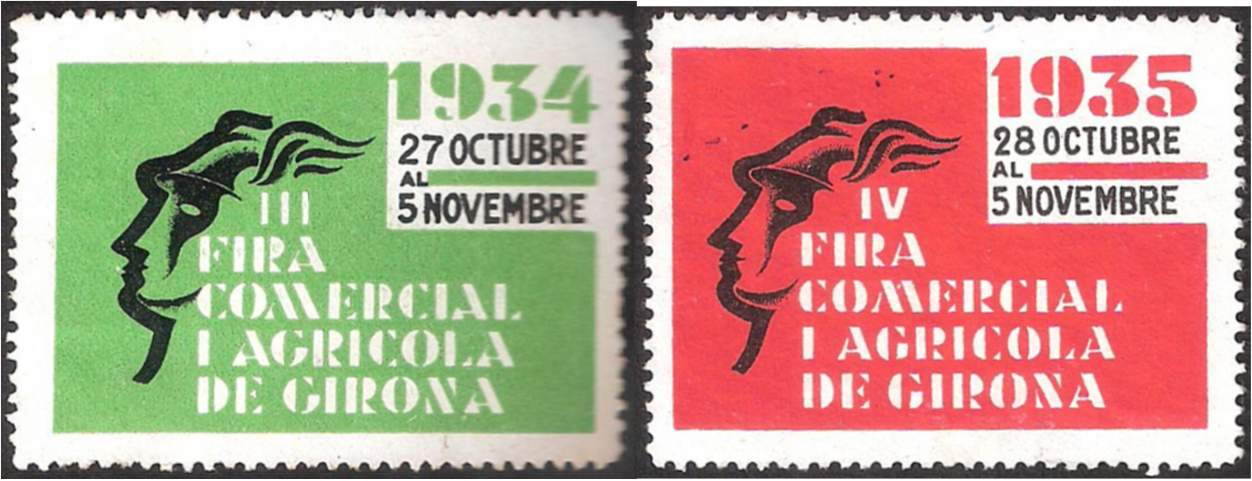 1934
27 OCTUBRE
AL
5 NOVEMBRE
III
FIRA
COMERCIAL
I AGRICOLA
DE GIRONA
1935
28 OCTUBRE
AL
5 NOVEMBRE
IV
FIRA
COMERCIAL
I AGRICOLA
DE GIRONA